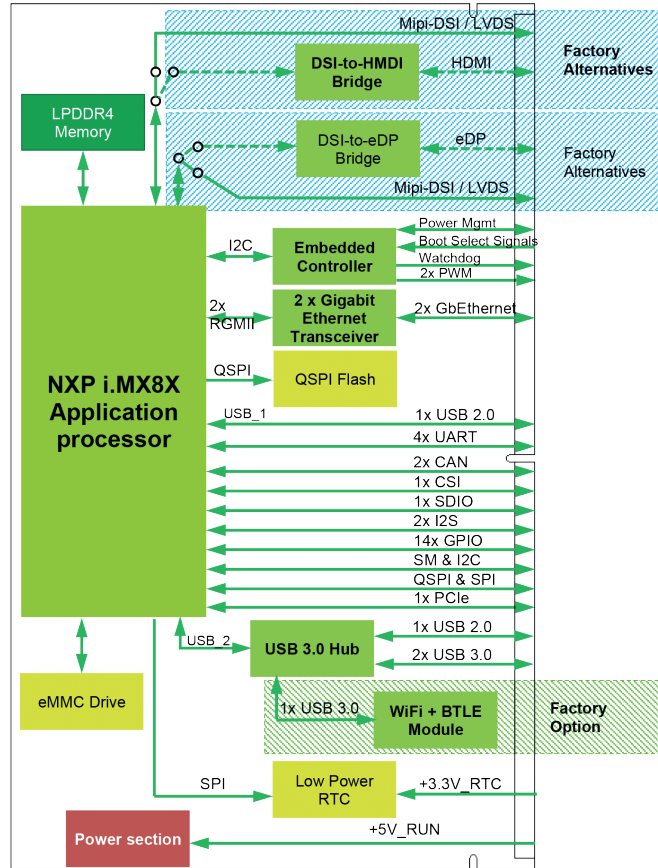 Mipi-DSI / LVDS
DSI-to-HMDI
Bridge
HDMI
Factory
Alternatives
LPDDR4
Memory
DSI-to-eDP
Bridge
eDP
Factory
Alternatives
Mipi-DSI / LVDS
I2C
Embedded
Controller
Power Mgmt
Boot Select Signals
Watchdog
2x PWM
2x
RGMII
2 x Gigabit
Ethernet
Transceiver
2x GbEthernet
NXP i.MX8X
Application
processor
QSPI
QSPI Flash
USB_1
1x USB 2.0
4x UART
2x CAN
1x CSI
1x SDIO
2x I2S
14x GPIO
SM & I2C
QSPI & SPI
1x PCIe
USB_2
USB 3.0 Hub
1x USB 2.0
2x USB 3.0
eMMC Drive
1x USB 3.0
WiFi + BTLE
Module
Factory
Option
SPI
Low Power
RTC
+3.3V_RTC
Power section
+5V_RUN